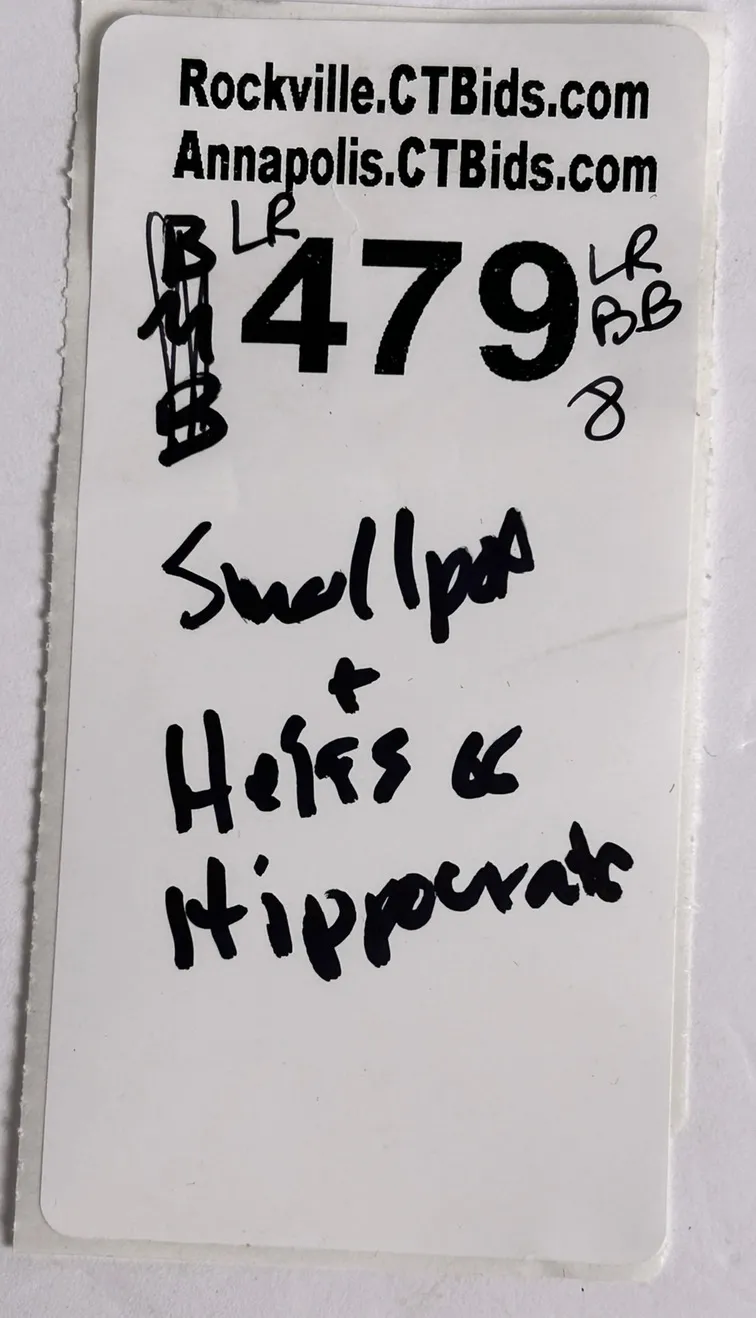 Rockville.CTBids.com
Annapolis.CTBids.com
LR 479 LR
BB
8
Smallpox
+
Heirs of
Hippocrates